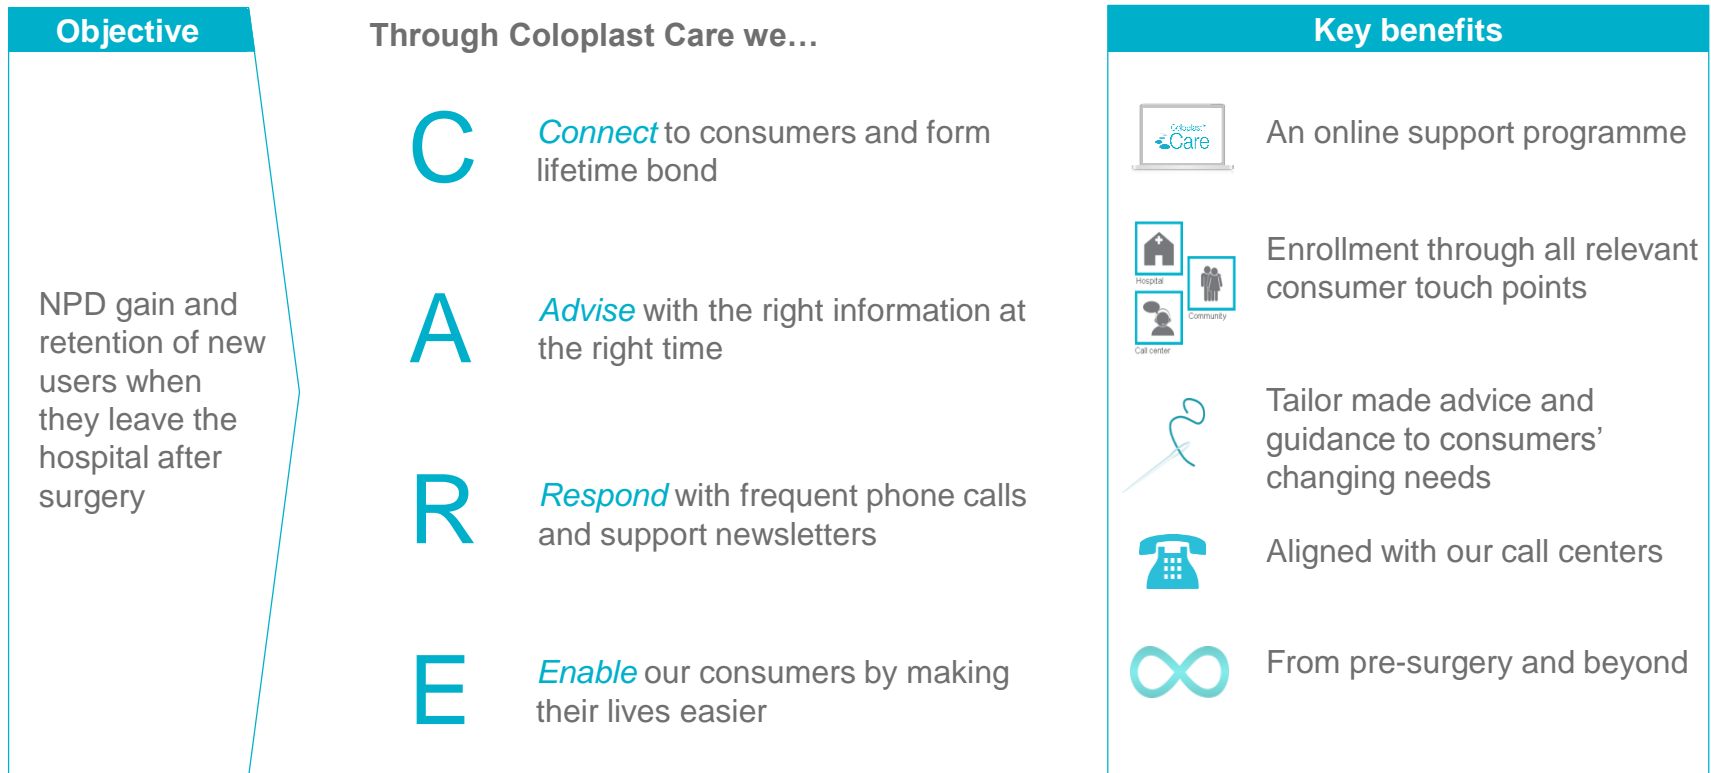 Objective
NPD gain and
retention of new
users when
they leave the
hospital after
surgery
Through Coloplast Care we…
C
Connect to consumers and form
lifetime bond
A
Advise with the right information at
the right time
R
Respond with frequent phone calls
and support newsletters
E
Enable our consumers by making
their lives easier
Key benefits
Coloplast
Care
An online support programme
Hospital
Community
Call center
Enrollment through all relevant
consumer touch points
Tailor made advice and
guidance to consumers’
changing needs
Aligned with our call centers
From pre-surgery and beyond